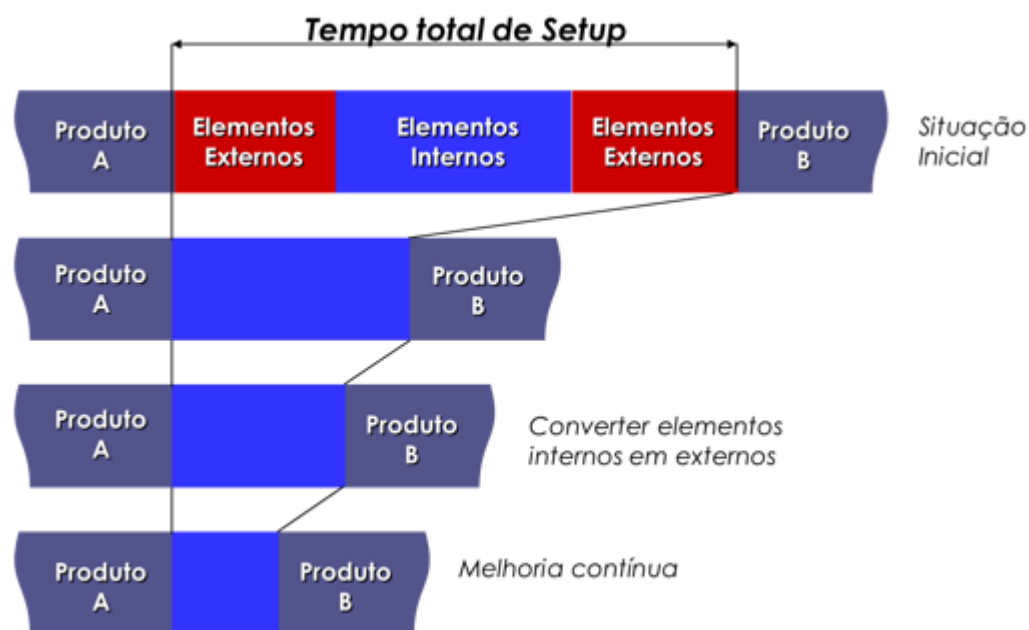 Tempo total de Setup
Produto
A
Elementos
Externos
Elementos
Internos
Elementos
Externos
Produto
B
Situação
Inicial
Produto
A
Produto
B
Produto
A
Produto
B
Converter elementos
internos em externos
Produto
A
Produto
B
Melhoria contínua